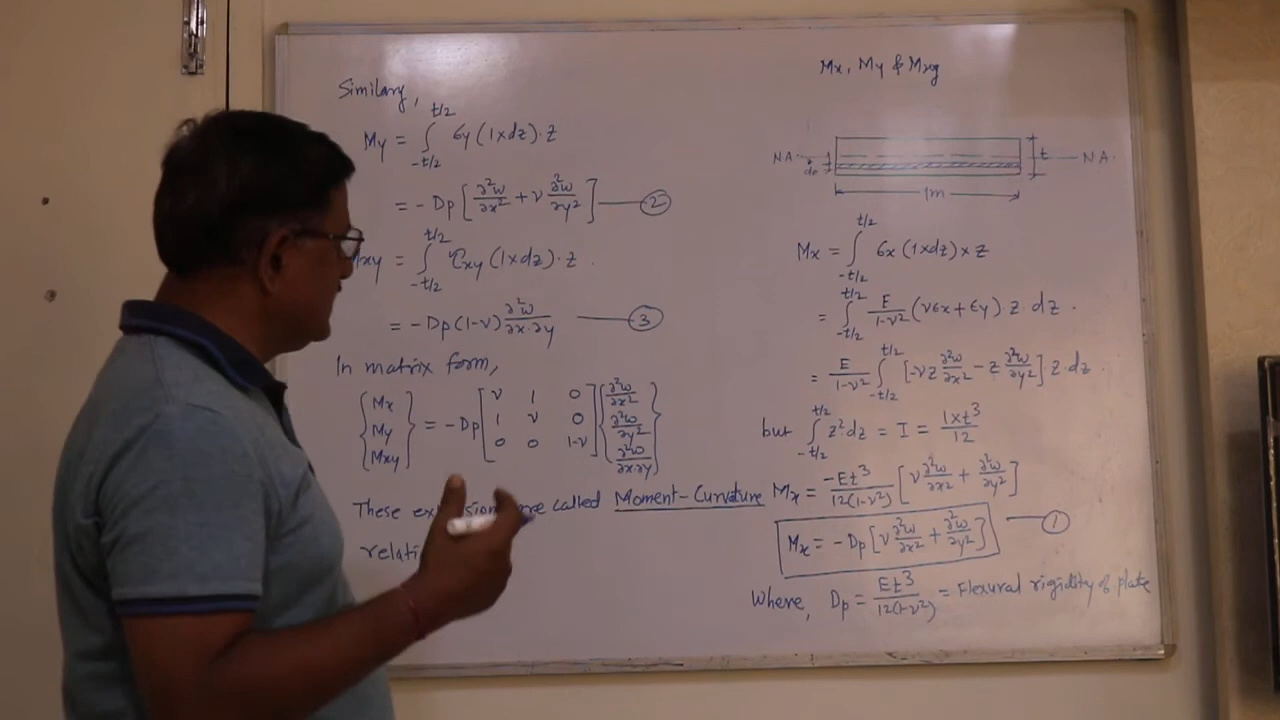 Similary,
My = ∫_{-t/2}^{t/2} σy (1×dz)·z
= -Dp [∂²w/∂x² + ν ∂²w/∂y²] — ②
Mxy = ∫_{-t/2}^{t/2} τxy (1×dz)·z .
= -Dp (1-ν) ∂²w/∂x·∂y — ③
In matrix form,
{Mx My Mxy} = -Dp [ν 1 0; 1 ν 0; 0 0 1-ν] {∂²w/∂x² ∂²w/∂y² ∂²w/∂x·∂y}
These are called Moment-Curvature
Mx, My & Mxy
NA t NA
1m
Mx = ∫_{-t/2}^{t/2} σx (1×dz) × z
= ∫_{-t/2}^{t/2} E/1-ν² (νϵx + ϵy) z · dz .
= E/1-ν² ∫_{-t/2}^{t/2} [-νz ∂²w/∂x² - z ∂²w/∂y²] z·dz .
but ∫_{-t/2}^{t/2} z²·dz = I = 1×t³/12
Mx = -Et³/12(1-ν²) [ν ∂²w/∂x² + ∂²w/∂y²]
Mx = -Dp [ν ∂²w/∂x² + ∂²w/∂y²] — ①
Where, Dp = Et³/12(1-ν²) = Flexural rigidity of plate